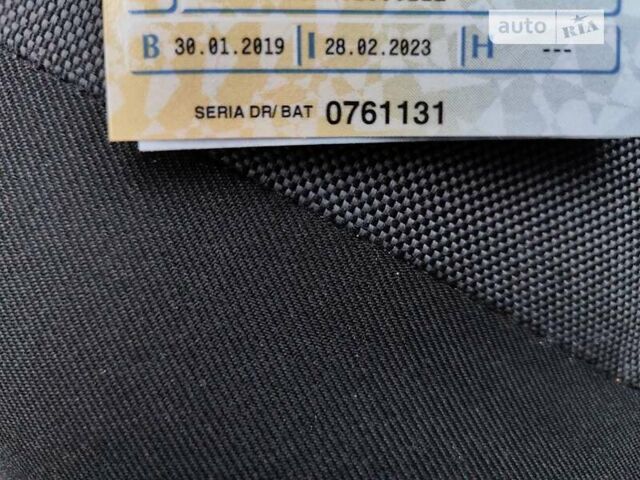 auto RIA
B 30.01.2019 I 28.02.2023 H ---
SERIA DR/BAT 0761131